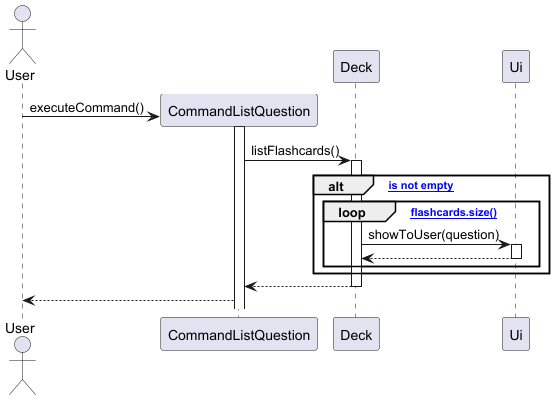 User
Deck
Ui
executeCommand()
CommandListQuestion
listFlashcards()
alt
is not empty
loop
flashcards.size()
showToUser(question)
User
CommandListQuestion
Deck
Ui